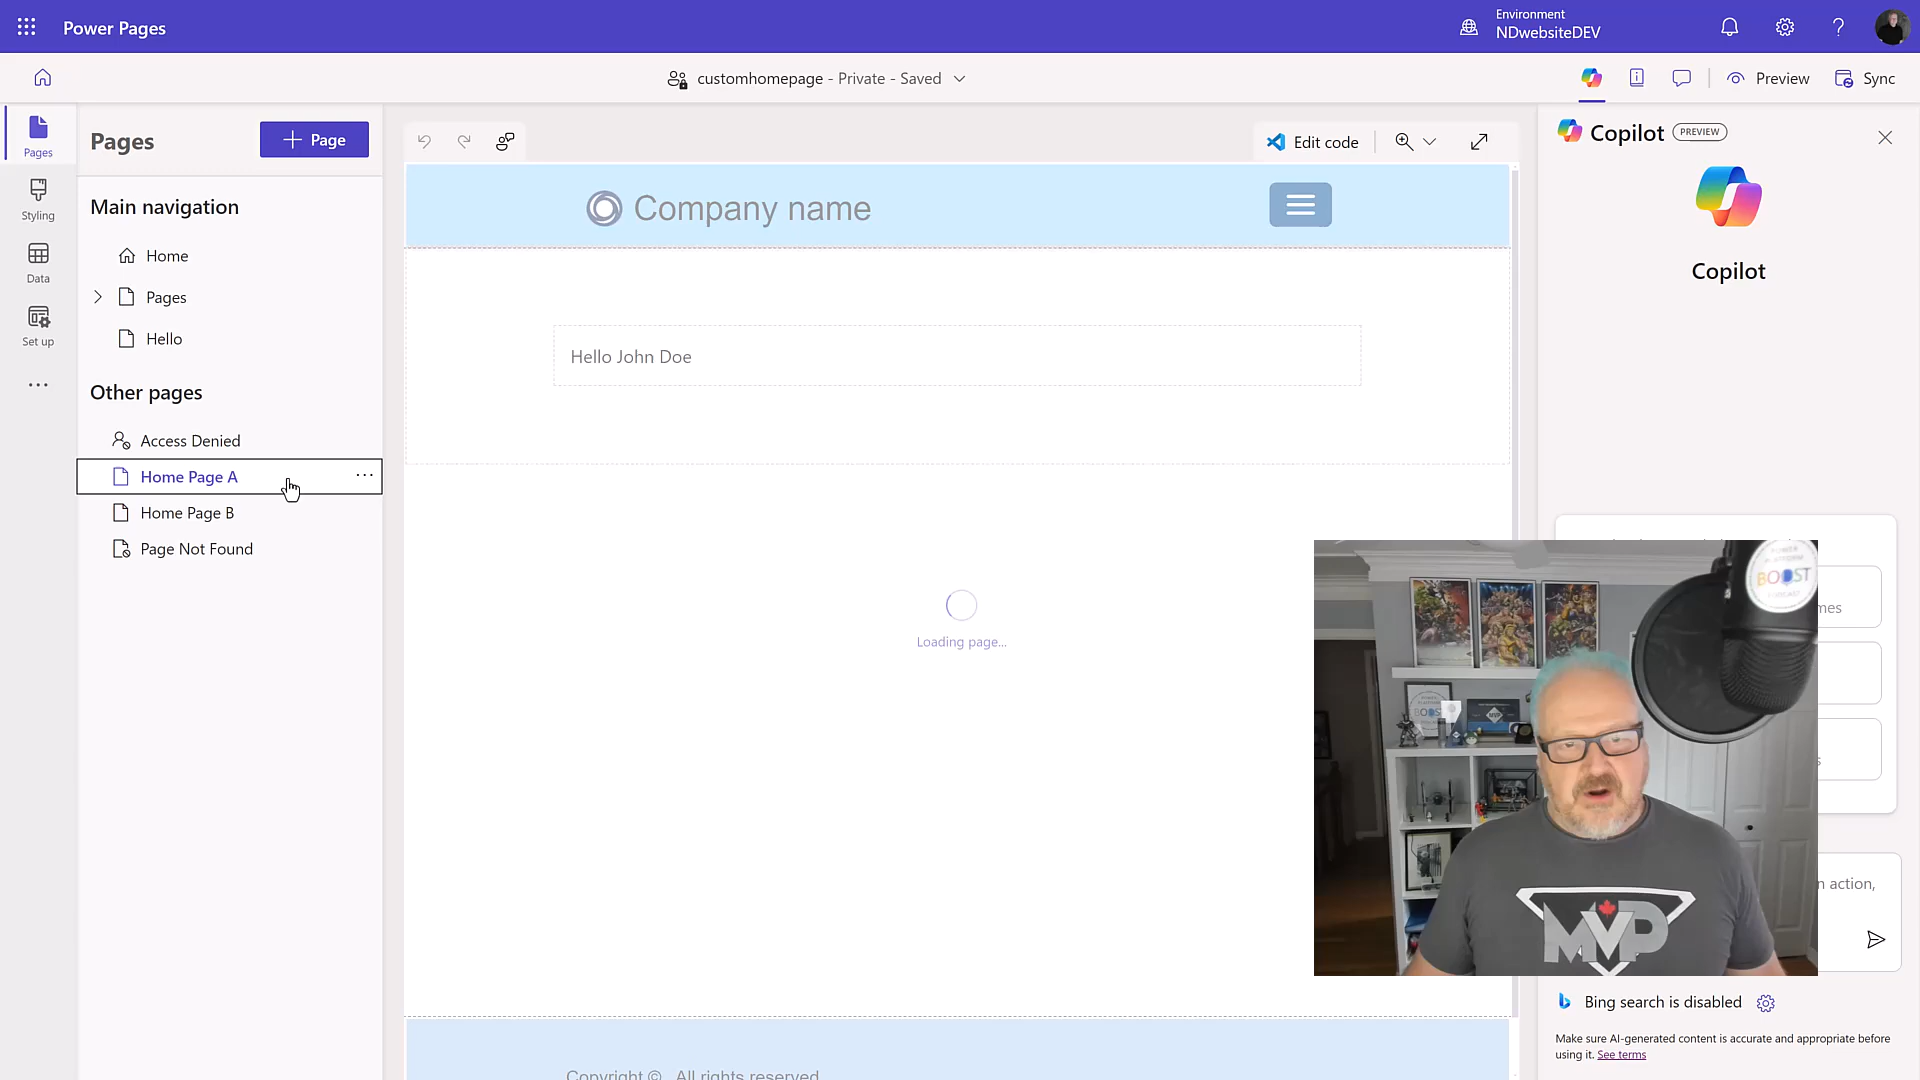 Power Pages
Environment
NDwebsiteDEV
customhomepage - Private - Saved
Preview
Sync
Pages
Styling
Data
Set up
Pages
Page
Main navigation
Home
Pages
Hello
Other pages
Access Denied
Home Page A
Home Page B
Page Not Found
Edit code
Company name
Hello John Doe
Loading page...
Copyright © . All rights reserved.
Copilot PREVIEW
Copilot
BOOST
MVP
n action,
Bing search is disabled
Make sure AI-generated content is accurate and appropriate before
using it. See terms